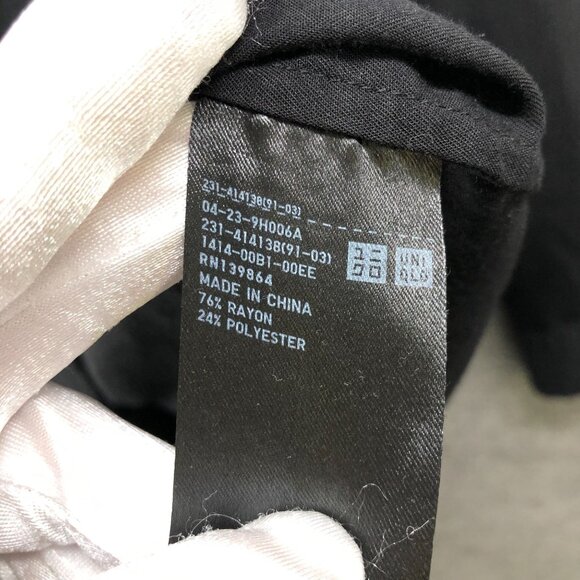 231-414138(91-03)
04-23-9H006A
231-414138(91-03)
1414-00B1-00EE
RN139864
MADE IN CHINA
76% RAYON
24% POLYESTER
ユニ
クロ
UNI
QLO